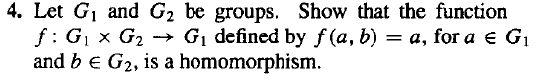 4. Let G₁ and G₂ be groups. Show that the function
f : G₁ × G₂ → G₁ defined by f(a, b) = a, for a ∈ G₁
and b ∈ G₂, is a homomorphism.